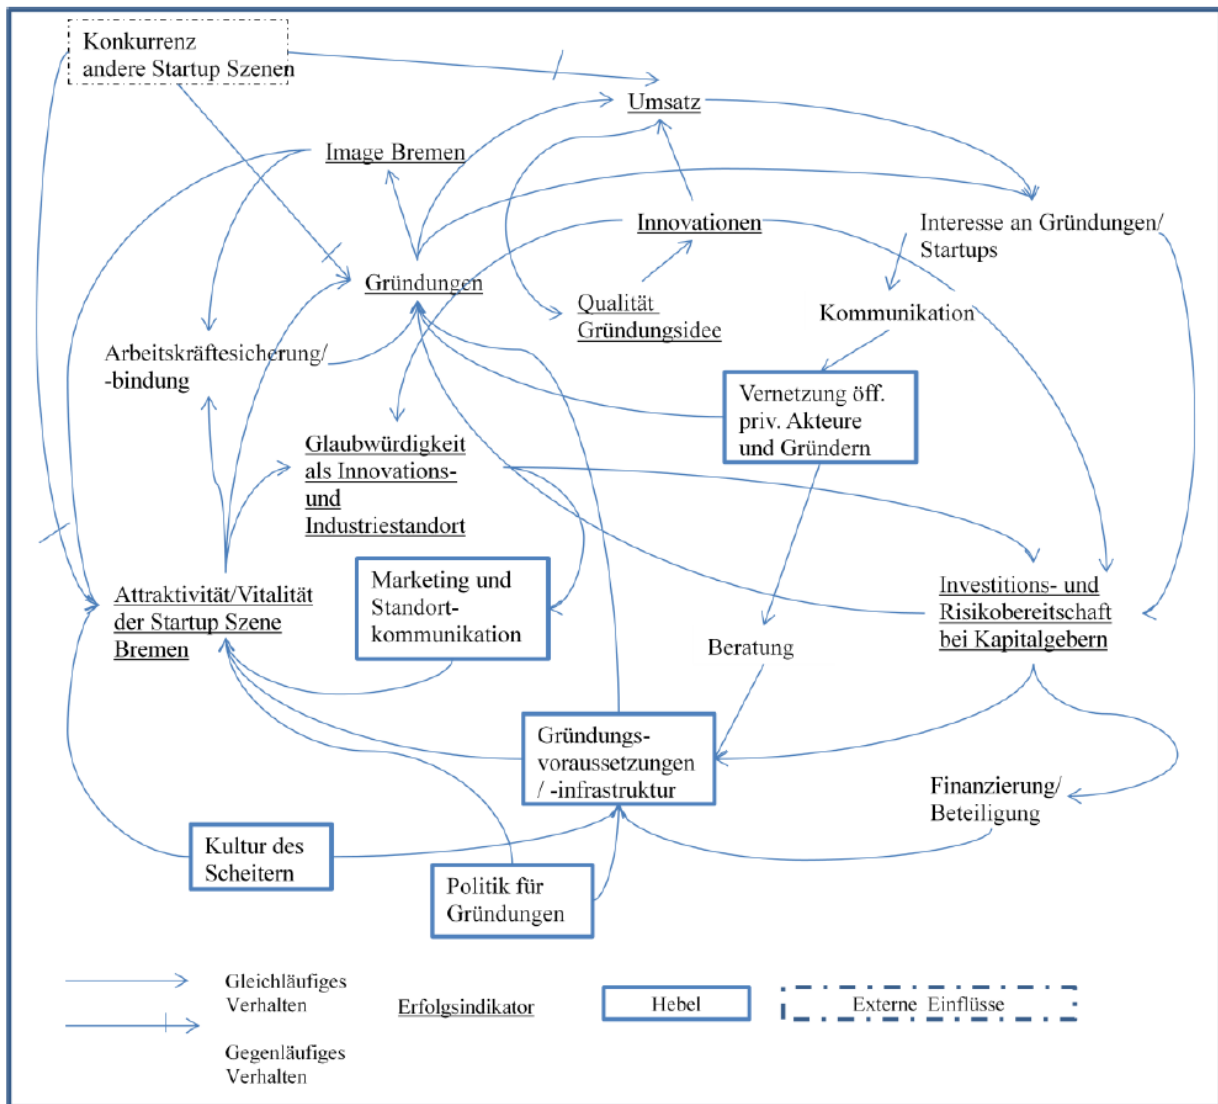 Konkurrenz
andere Startup Szenen
Umsatz
Image Bremen
Innovationen
Interesse an Gründungen/
Startups
Gründungen
Qualität
Gründungsidee
Kommunikation
Arbeitskräftesicherung/
-bindung
Vernetzung öff.
priv. Akteure
und Gründern
Glaubwürdigkeit
als Innovations-
und
Industriestandort
Marketing und
Standort-
kommunikation
Attraktivität/Vitalität
der Startup Szene
Bremen
Investitions- und
Risikobereitschaft
bei Kapitalgebern
Beratung
Gründungs-
voraussetzungen
/ -infrastruktur
Finanzierung/
Beteiligung
Kultur des
Scheitern
Politik für
Gründungen
Gleichläufiges
Verhalten
Erfolgsindikator
Hebel
Externe Einflüsse
Gegenläufiges
Verhalten